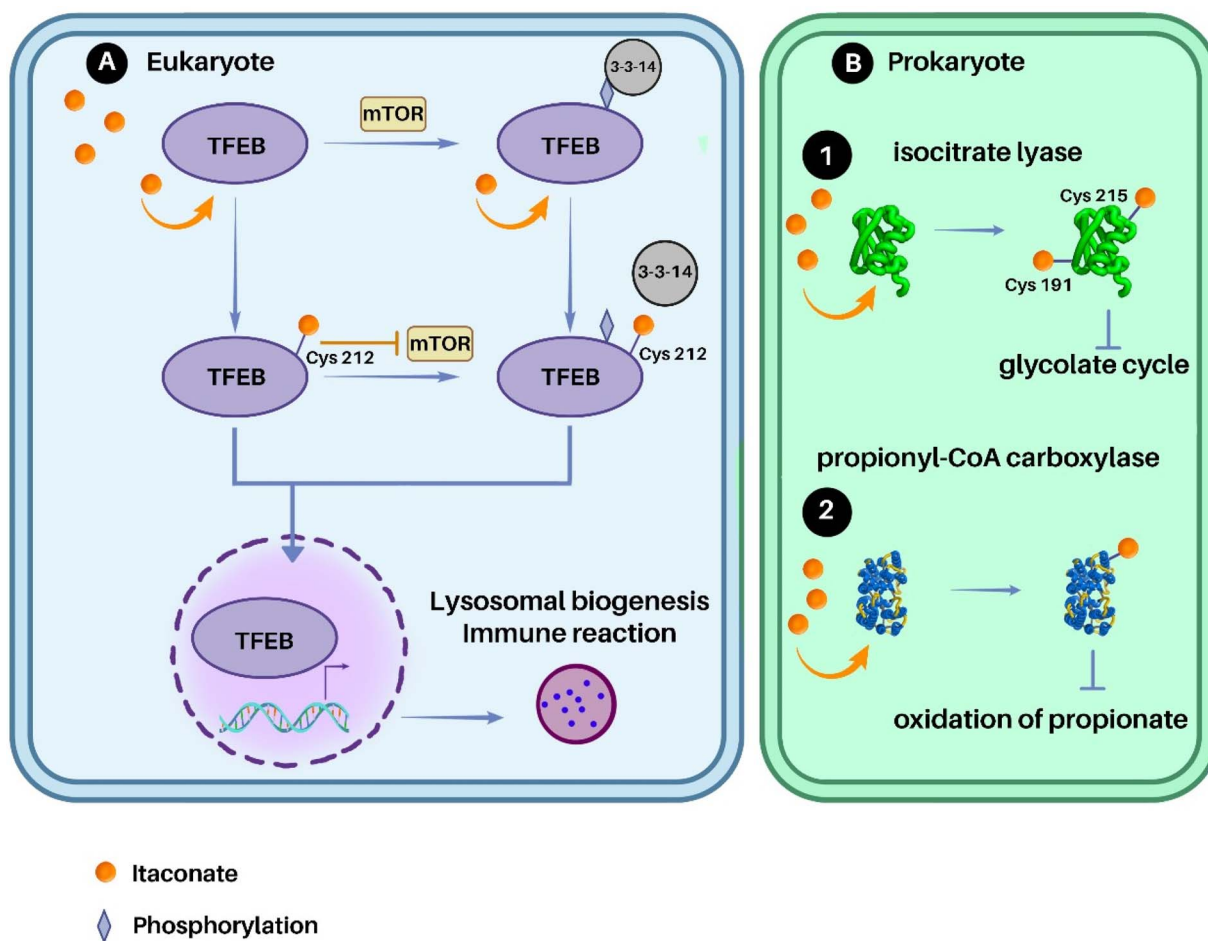 A Eukaryote
3-3-14
TFEB
mTOR
TFEB
TFEB
Cys 212
mTOR
3-3-14
TFEB
Cys 212
TFEB
Lysosomal biogenesis
Immune reaction
B Prokaryote
1
isocitrate lyase
Cys 215
Cys 191
glycolate cycle
propionyl-CoA carboxylase
2
oxidation of propionate
Itaconate
Phosphorylation